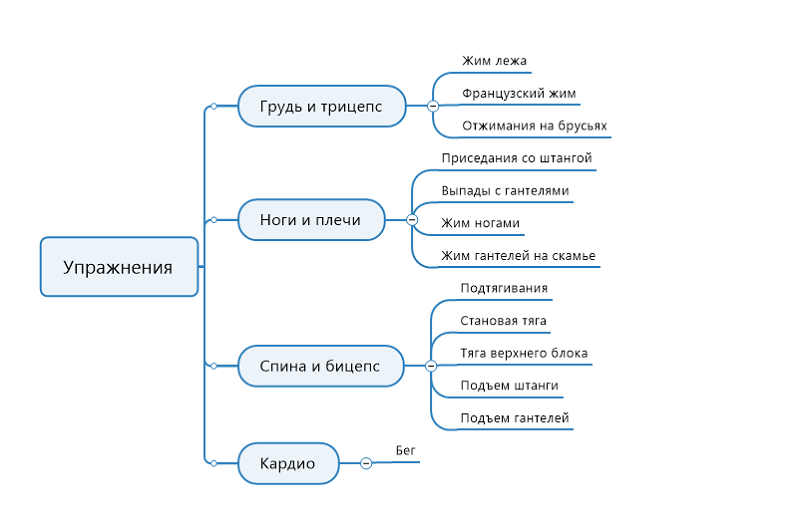 Упражнения
Грудь и трицепс
Жим лежа
Французский жим
Отжимания на брусьях
Ноги и плечи
Приседания со штангой
Выпады с гантелями
Жим ногами
Жим гантелей на скамье
Спина и бицепс
Подтягивания
Становая тяга
Тяга верхнего блока
Подъем штанги
Подъем гантелей
Кардио
Бег